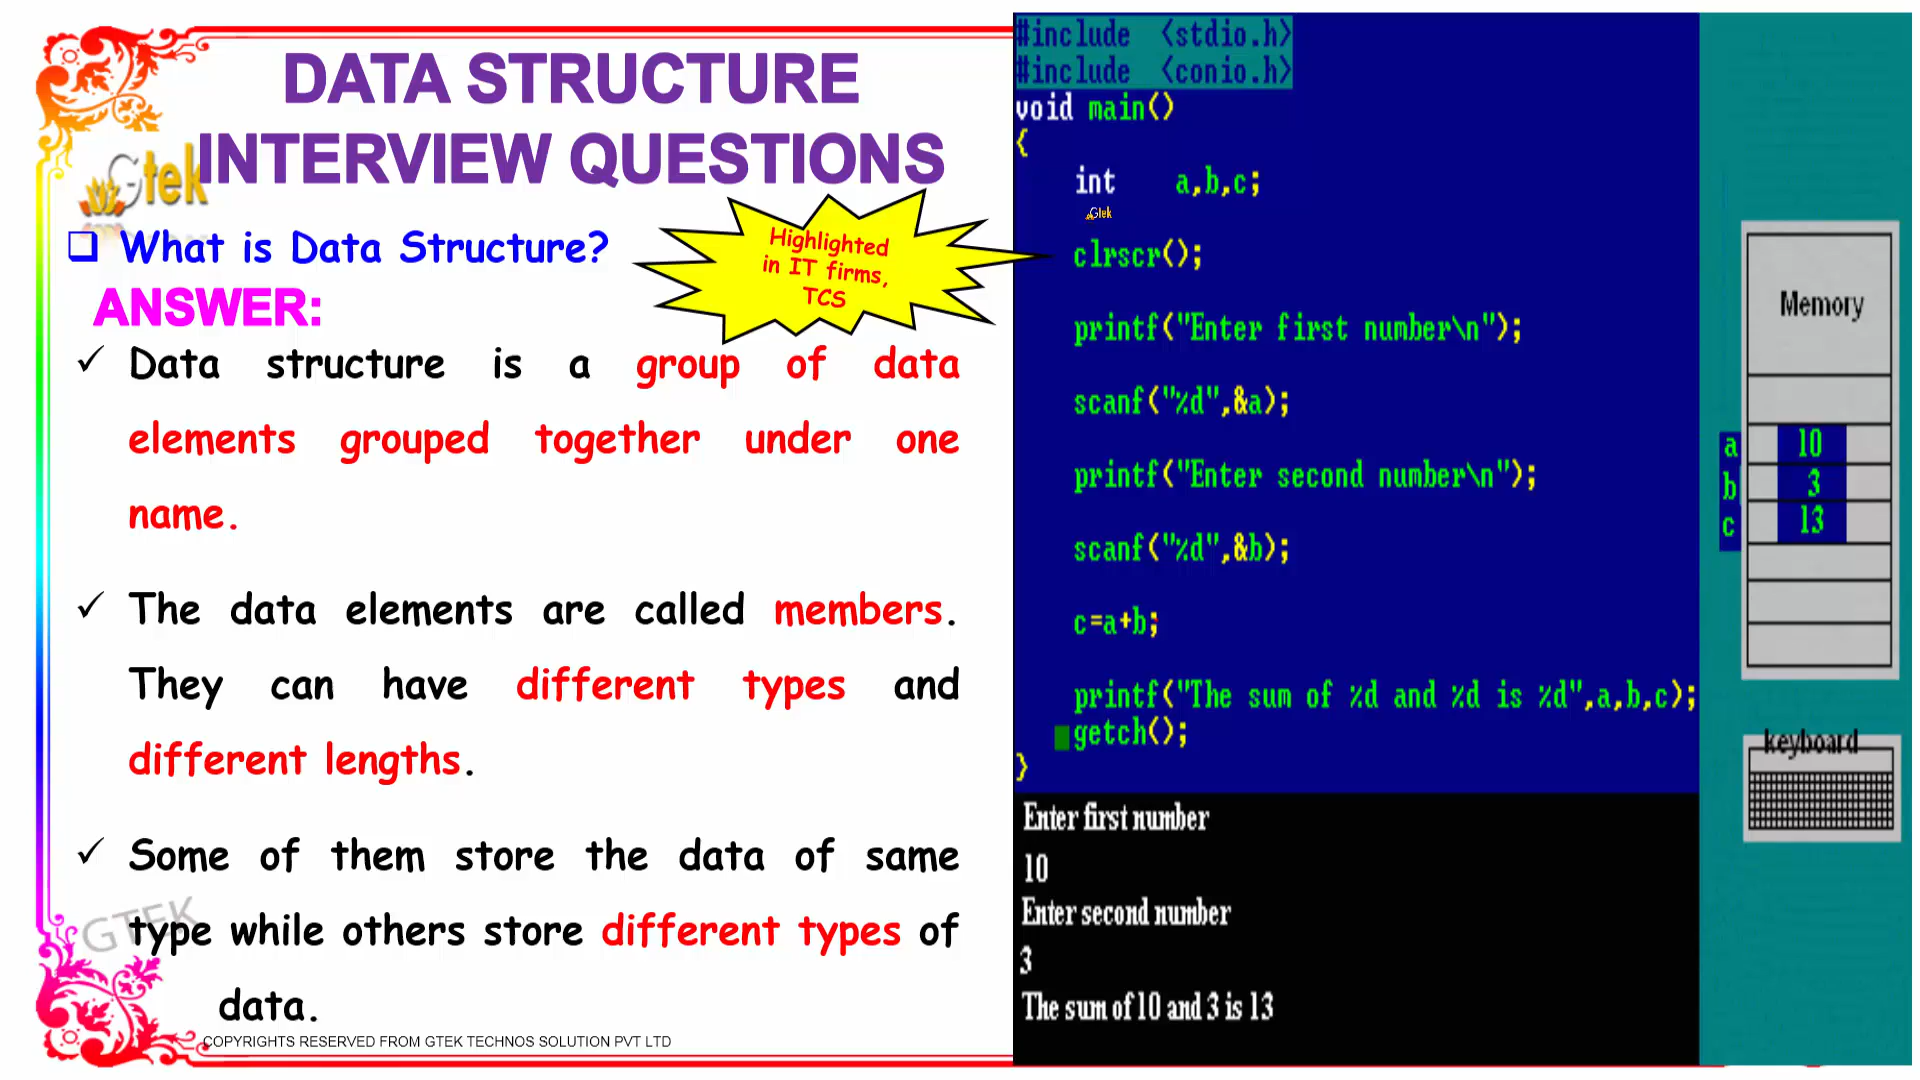 DATA STRUCTURE
INTERVIEW QUESTIONS
Gtek
❑ What is Data Structure?
Highlighted
in IT firms,
TCS
ANSWER:
✓ Data structure is a group of data
elements grouped together under one
name.
✓ The data elements are called members.
They can have different types and
different lengths.
✓ Some of them store the data of same
type while others store different types of
data.
GTEK
COPYRIGHTS RESERVED FROM GTEK TECHNOS SOLUTION PVT LTD
#include <stdio.h>
#include <conio.h>
void main()
{
int a,b,c;
Gtek
clrscr();
printf("Enter first number\n");
scanf("%d",&a);
printf("Enter second number\n");
scanf("%d",&b);
c=a+b;
printf("The sum of %d and %d is %d",a,b,c);
getch();
}
Enter first number
10
Enter second number
3
The sum of 10 and 3 is 13
Memory
a 10
b 3
c 13
keyboard